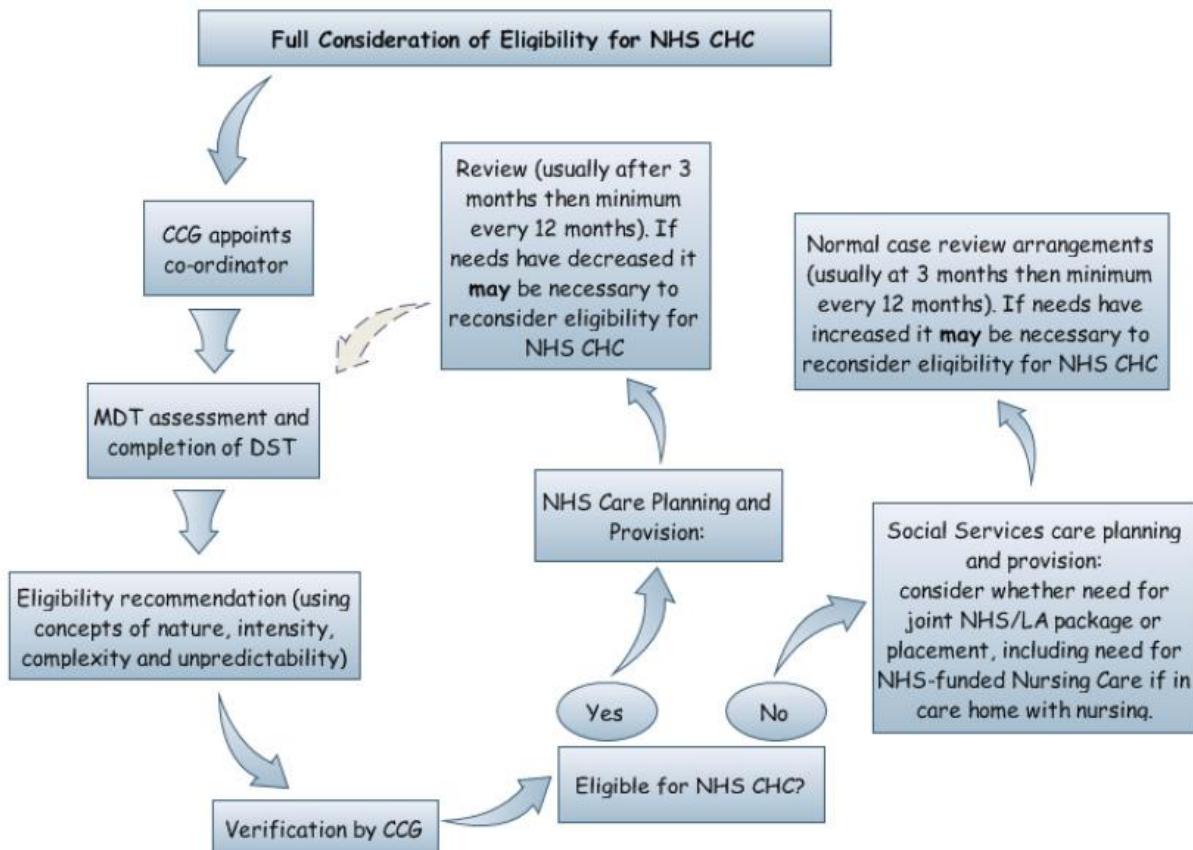 Full Consideration of Eligibility for NHS CHC
CCG appoints
co-ordinator
MDT assessment and
completion of DST
Eligibility recommendation (using
concepts of nature, intensity,
complexity and unpredictability)
Verification by CCG
Eligible for NHS CHC?
Yes
No
NHS Care Planning and
Provision:
Review (usually after 3
months then minimum
every 12 months). If
needs have decreased it
may be necessary to
reconsider eligibility for
NHS CHC
Social Services care planning
and provision:
consider whether need for
joint NHS/LA package or
placement, including need for
NHS-funded Nursing Care if in
care home with nursing.
Normal case review arrangements
(usually at 3 months then minimum
every 12 months). If needs have
increased it may be necessary to
reconsider eligibility for NHS CHC